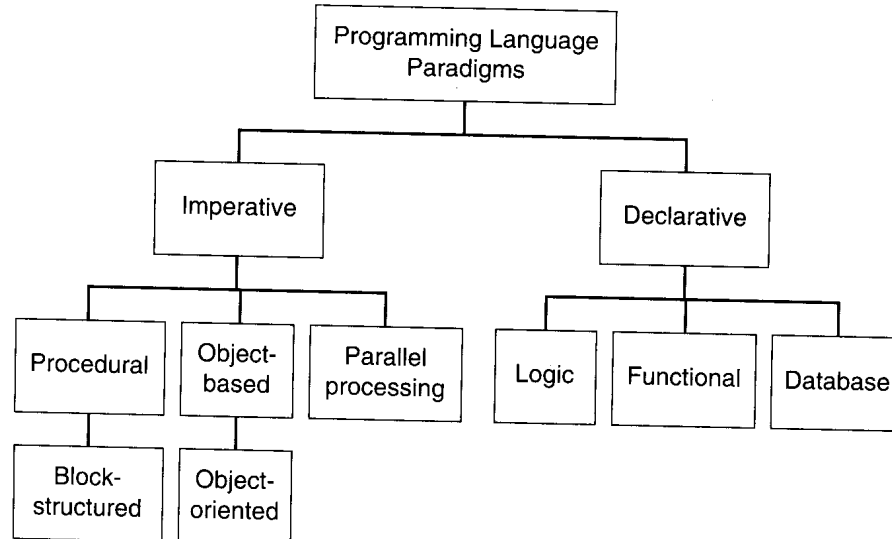 Programming Language
Paradigms
Imperative
Declarative
Procedural
Object-
based
Parallel
processing
Logic
Functional
Database
Block-
structured
Object-
oriented